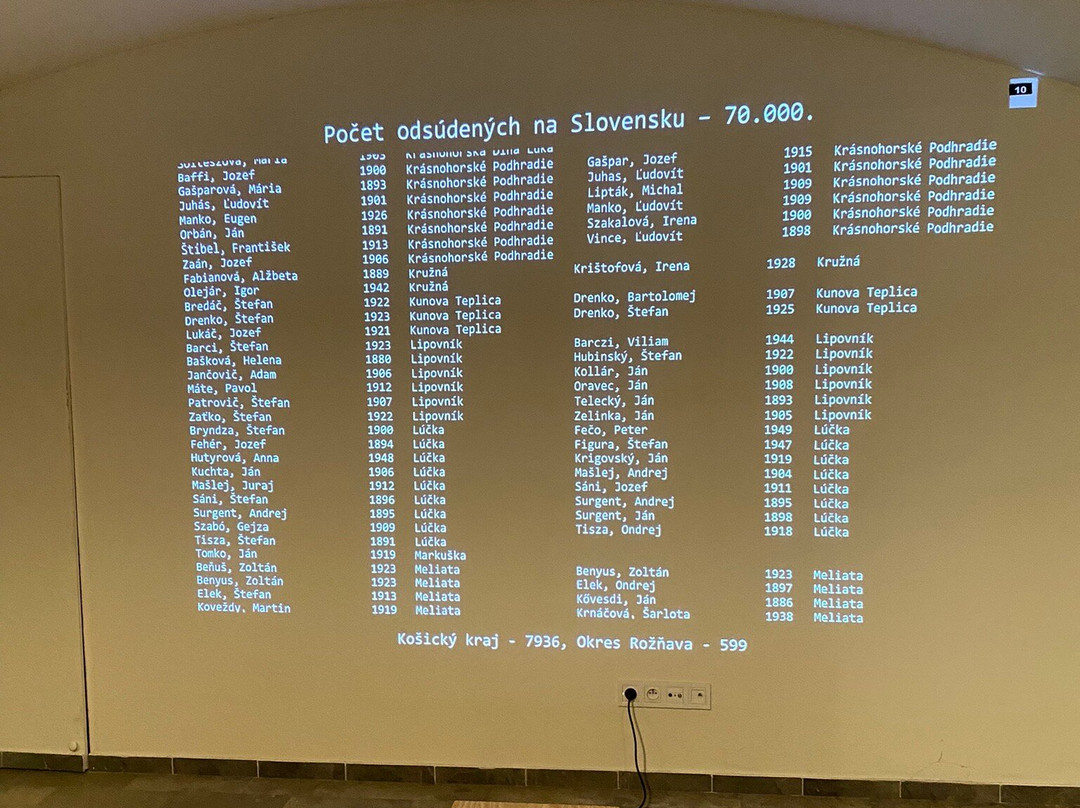 10
Počet odsúdených na Slovensku – 70.000.
Šoltészová, Mária 1903 Krásnohorská Dlhá Lúka
Baffi, Jozef 1900 Krásnohorské Podhradie Gašpar, Jozef 1915 Krásnohorské Podhradie
Gašparová, Mária 1893 Krásnohorské Podhradie Juhas, Ľudovít 1901 Krásnohorské Podhradie
Juhás, Ľudovít 1901 Krásnohorské Podhradie Lipták, Michal 1909 Krásnohorské Podhradie
Manko, Eugen 1926 Krásnohorské Podhradie Manko, Ľudovít 1909 Krásnohorské Podhradie
Orbán, Ján 1891 Krásnohorské Podhradie Szakalová, Irena 1900 Krásnohorské Podhradie
Štibel, František 1913 Krásnohorské Podhradie Vince, Ľudovít 1898 Krásnohorské Podhradie
Zaán, Jozef 1906 Krásnohorské Podhradie
Fabianová, Alžbeta 1889 Kružná Krištofová, Irena 1928 Kružná
Olejár, Igor 1942 Kružná
Bredáč, Štefan 1922 Kunova Teplica Drenko, Bartolomej 1907 Kunova Teplica
Drenko, Štefan 1923 Kunova Teplica Drenko, Štefan 1925 Kunova Teplica
Lukáč, Jozef 1921 Kunova Teplica
Barci, Štefan 1923 Lipovník Barczi, Viliam 1944 Lipovník
Bašková, Helena 1880 Lipovník Hubinský, Štefan 1922 Lipovník
Jančovič, Adam 1906 Lipovník Kollár, Ján 1900 Lipovník
Máte, Pavol 1912 Lipovník Oravec, Ján 1908 Lipovník
Patrovič, Štefan 1907 Lipovník Telecký, Ján 1893 Lipovník
Zaťko, Štefan 1922 Lipovník Zelinka, Ján 1905 Lipovník
Bryndza, Štefan 1900 Lúčka Fečo, Peter 1949 Lúčka
Fehér, Jozef 1894 Lúčka Figura, Štefan 1947 Lúčka
Hutyrová, Anna 1948 Lúčka Krigovský, Ján 1919 Lúčka
Kuchta, Ján 1906 Lúčka Mašlej, Andrej 1904 Lúčka
Mašlej, Juraj 1912 Lúčka Sáni, Jozef 1911 Lúčka
Sáni, Štefan 1896 Lúčka Surgent, Andrej 1895 Lúčka
Surgent, Andrej 1895 Lúčka Surgent, Ján 1898 Lúčka
Szabó, Gejza 1909 Lúčka Tisza, Ondrej 1918 Lúčka
Tisza, Štefan 1891 Lúčka
Tomko, Ján 1919 Markuška
Beňuš, Zoltán 1923 Meliata Benyus, Zoltán 1923 Meliata
Benyus, Zoltán 1923 Meliata Elek, Ondrej 1897 Meliata
Elek, Štefan 1913 Meliata Kövesdi, Ján 1886 Meliata
Koveždy, Martin 1919 Meliata Krnáčová, Šarlota 1938 Meliata
Košický kraj - 7936, Okres Rožňava - 599